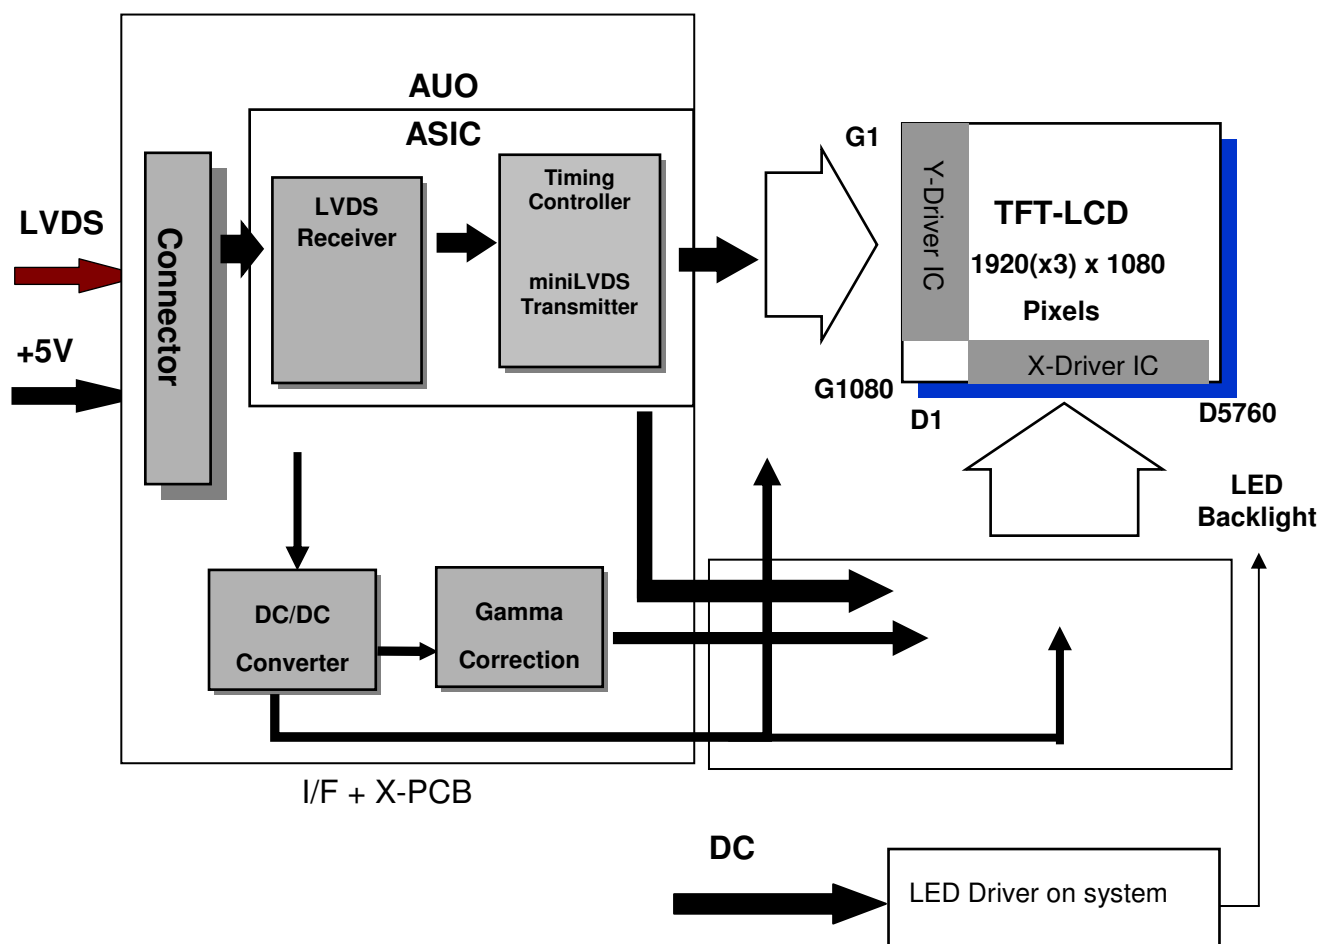 AUO
ASIC
LVDS
+5V
Connector
LVDS
Receiver
Timing
Controller
miniLVDS
Transmitter
G1
G1080
Y-Driver IC
TFT-LCD
1920(x3) x 1080
Pixels
X-Driver IC
D1
D5760
LED
Backlight
DC/DC
Converter
Gamma
Correction
I/F + X-PCB
DC
LED Driver on system